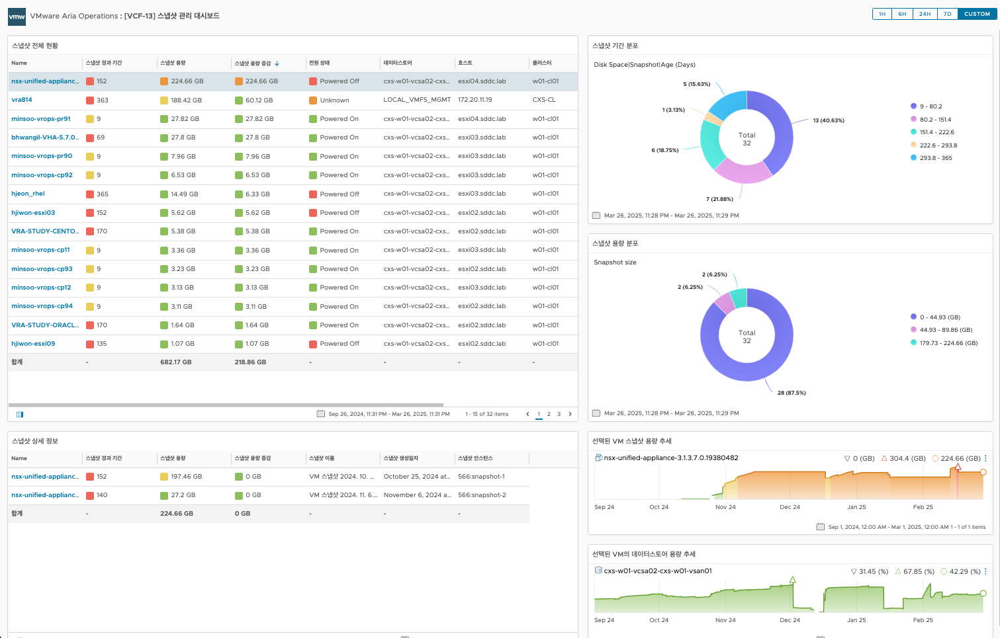 vmw VMware Aria Operations : [VCF-13] 스냅샷 관리 대시보드
1H 6H 24H 7D CUSTOM
스냅샷 전체 현황
Name 스냅샷 경과 기간 스냅샷 용량 스냅샷 용량 증감 전원 상태 데이터스토어 호스트 클러스터
nsx-unified-applianc... 152 224.66 GB 224.66 GB Powered Off cxs-w01-vcsa02-cxs... esxi04.sddc.lab w01-cl01
vra814 363 188.42 GB 60.12 GB Unknown LOCAL_VMFS_MGMT 172.20.11.19 CXS-CL
minsoo-vrops-pr91 9 27.82 GB 27.82 GB Powered On cxs-w01-vcsa02-cxs... esxi04.sddc.lab w01-cl01
bhwangil-VHA-5.7.0... 69 27.8 GB 27.8 GB Powered On cxs-w01-vcsa02-cxs... esxi03.sddc.lab w01-cl01
minsoo-vrops-pr90 9 7.96 GB 7.96 GB Powered On cxs-w01-vcsa02-cxs... esxi03.sddc.lab w01-cl01
minsoo-vrops-cp92 9 6.53 GB 6.53 GB Powered On cxs-w01-vcsa02-cxs... esxi03.sddc.lab w01-cl01
hjeon_rhel 365 14.49 GB 6.33 GB Powered Off cxs-w01-vcsa02-cxs... esxi03.sddc.lab w01-cl01
hjiwon-esxi03 152 5.62 GB 5.62 GB Powered Off cxs-w01-vcsa02-cxs... esxi02.sddc.lab w01-cl01
VRA-STUDY-CENTO... 170 5.38 GB 5.38 GB Powered On cxs-w01-vcsa02-cxs... esxi02.sddc.lab w01-cl01
minsoo-vrops-cp11 9 3.36 GB 3.36 GB Powered On cxs-w01-vcsa02-cxs... esxi03.sddc.lab w01-cl01
minsoo-vrops-cp93 9 3.23 GB 3.23 GB Powered On cxs-w01-vcsa02-cxs... esxi02.sddc.lab w01-cl01
minsoo-vrops-cp12 9 3.13 GB 3.13 GB Powered On cxs-w01-vcsa02-cxs... esxi03.sddc.lab w01-cl01
minsoo-vrops-cp94 9 3.11 GB 3.11 GB Powered On cxs-w01-vcsa02-cxs... esxi02.sddc.lab w01-cl01
VRA-STUDY-ORACL... 170 1.64 GB 1.64 GB Powered On cxs-w01-vcsa02-cxs... esxi02.sddc.lab w01-cl01
hjiwon-esxi09 135 1.07 GB 1.07 GB Powered Off cxs-w01-vcsa02-cxs... esxi02.sddc.lab w01-cl01
합계 - 682.17 GB 218.86 GB - - - -
Sep 26, 2024, 11:31 PM - Mar 26, 2025, 11:31 PM 1 - 15 of 32 items 1 2 3
스냅샷 기간 분포
Disk Space|Snapshot|Age (Days)
5 (15.63%)
1 (3.13%)
13 (40.63%)
6 (18.75%)
7 (21.88%)
Total
32
9 - 80.2
80.2 - 151.4
151.4 - 222.6
222.6 - 293.8
293.8 - 365
Mar 26, 2025, 11:28 PM - Mar 26, 2025, 11:29 PM
스냅샷 용량 분포
Snapshot size
2 (6.25%)
2 (6.25%)
Total
32
28 (87.5%)
0 - 44.93 (GB)
44.93 - 89.86 (GB)
179.73 - 224.66 (GB)
Mar 26, 2025, 11:28 PM - Mar 26, 2025, 11:29 PM
스냅샷 상세 정보
Name 스냅샷 경과 기간 스냅샷 용량 스냅샷 용량 증감 스냅샷 이름 스냅샷 생성일자 스냅샷 인스턴스
nsx-unified-applianc... 152 197.46 GB 0 GB VM 스냅샷 2024. 10. ... October 25, 2024 at... 566:snapshot-1
nsx-unified-applianc... 140 27.2 GB 0 GB VM 스냅샷 2024. 11. 6.... November 6, 2024 a... 566:snapshot-2
합계 - 224.66 GB 0 GB - - -
선택된 VM 스냅샷 용량 추세
nsx-unified-appliance-3.1.3.7.0.19380482 0 (GB) 304.4 (GB) 224.66 (GB)
Sep 24 Oct 24 Nov 24 Dec 24 Jan 25 Feb 25
Sep 1, 2024, 12:00 AM - Mar 1, 2025, 12:00 AM 1 - 1 of 1 items
선택된 VM의 데이터스토어 용량 추세
cxs-w01-vcsa02-cxs-w01-vsan01 31.45 (%) 67.85 (%) 42.29 (%)
Sep 24 Oct 24 Nov 24 Dec 24 Jan 25 Feb 25